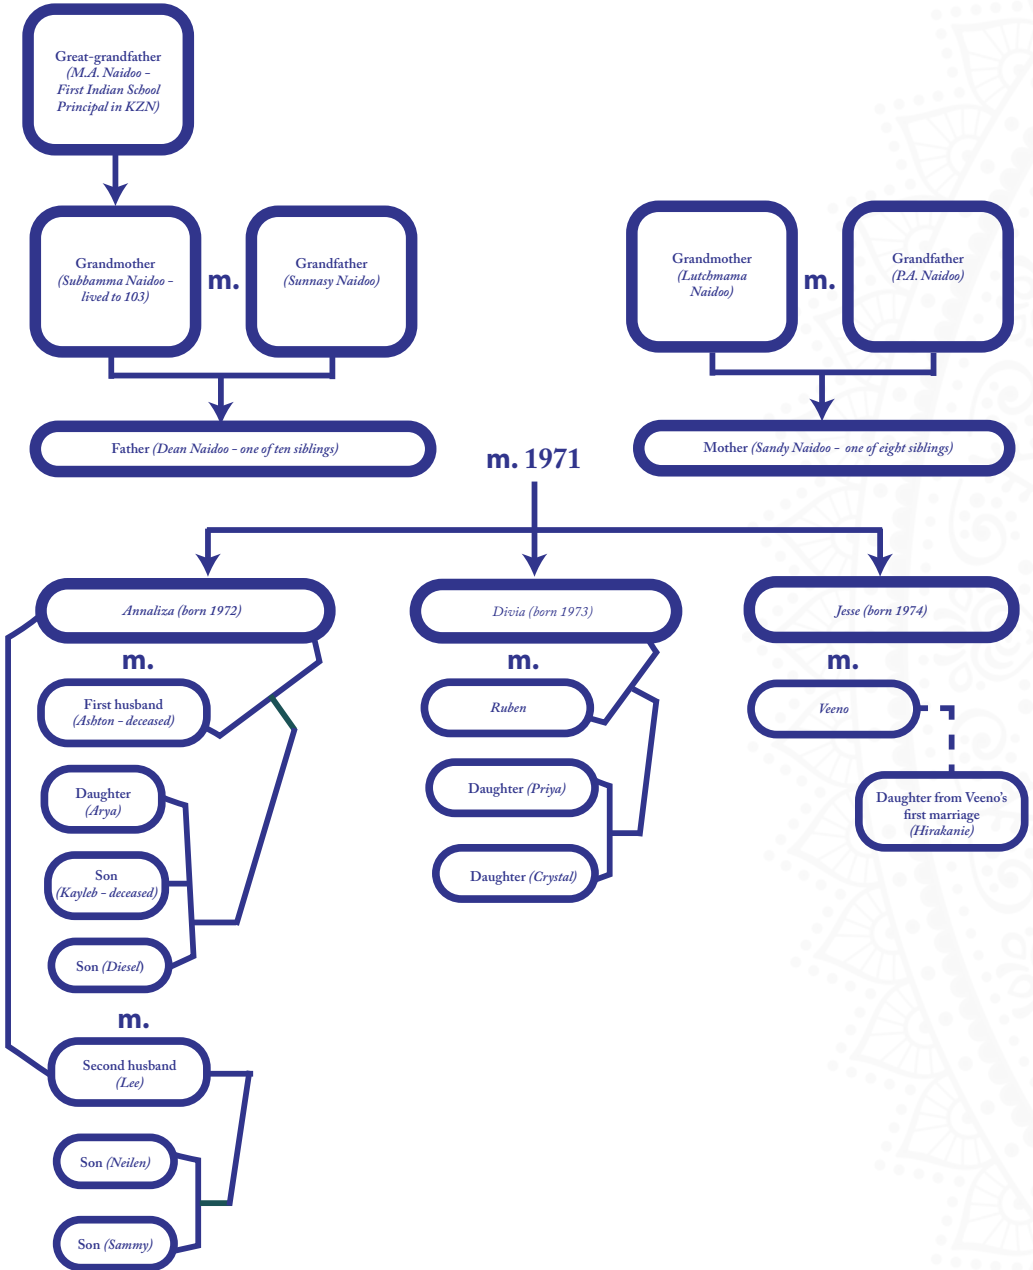 Great-grandfather
(M.A. Naidoo –
First Indian School
Principal in KZN)
Grandmother
(Subbamma Naidoo –
lived to 103)
m.
Grandfather
(Sunnasy Naidoo)
Grandmother
(Lutchmama
Naidoo)
m.
Grandfather
(P.A. Naidoo)
Father (Dean Naidoo – one of ten siblings)
m. 1971
Mother (Sandy Naidoo – one of eight siblings)
Annaliza (born 1972)
m.
First husband
(Ashton – deceased)
Daughter
(Arya)
Son
(Kayleb – deceased)
Son (Diesel)
m.
Second husband
(Lee)
Son (Neilen)
Son (Sammy)
Divia (born 1973)
m.
Ruben
Daughter (Priya)
Daughter (Crystal)
Jesse (born 1974)
m.
Veeno
Daughter from Veeno's
first marriage
(Hirakanie)